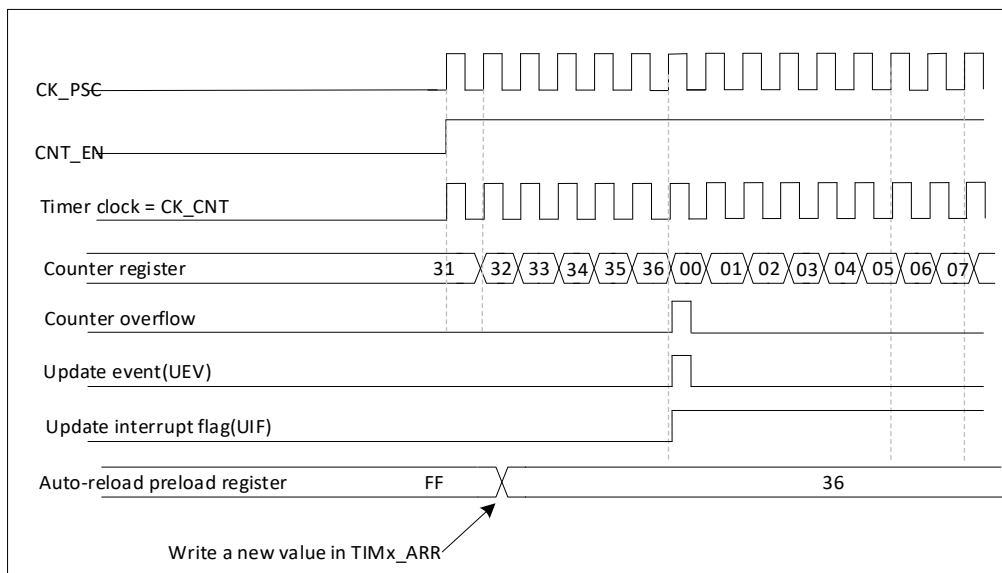 CK_PSC
CNT_EN
Timer clock = CK_CNT
Counter register 31 32 33 34 35 36 00 01 02 03 04 05 06 07
Counter overflow
Update event(UEV)
Update interrupt flag(UIF)
Auto-reload preload register FF 36
Write a new value in TIMx_ARR